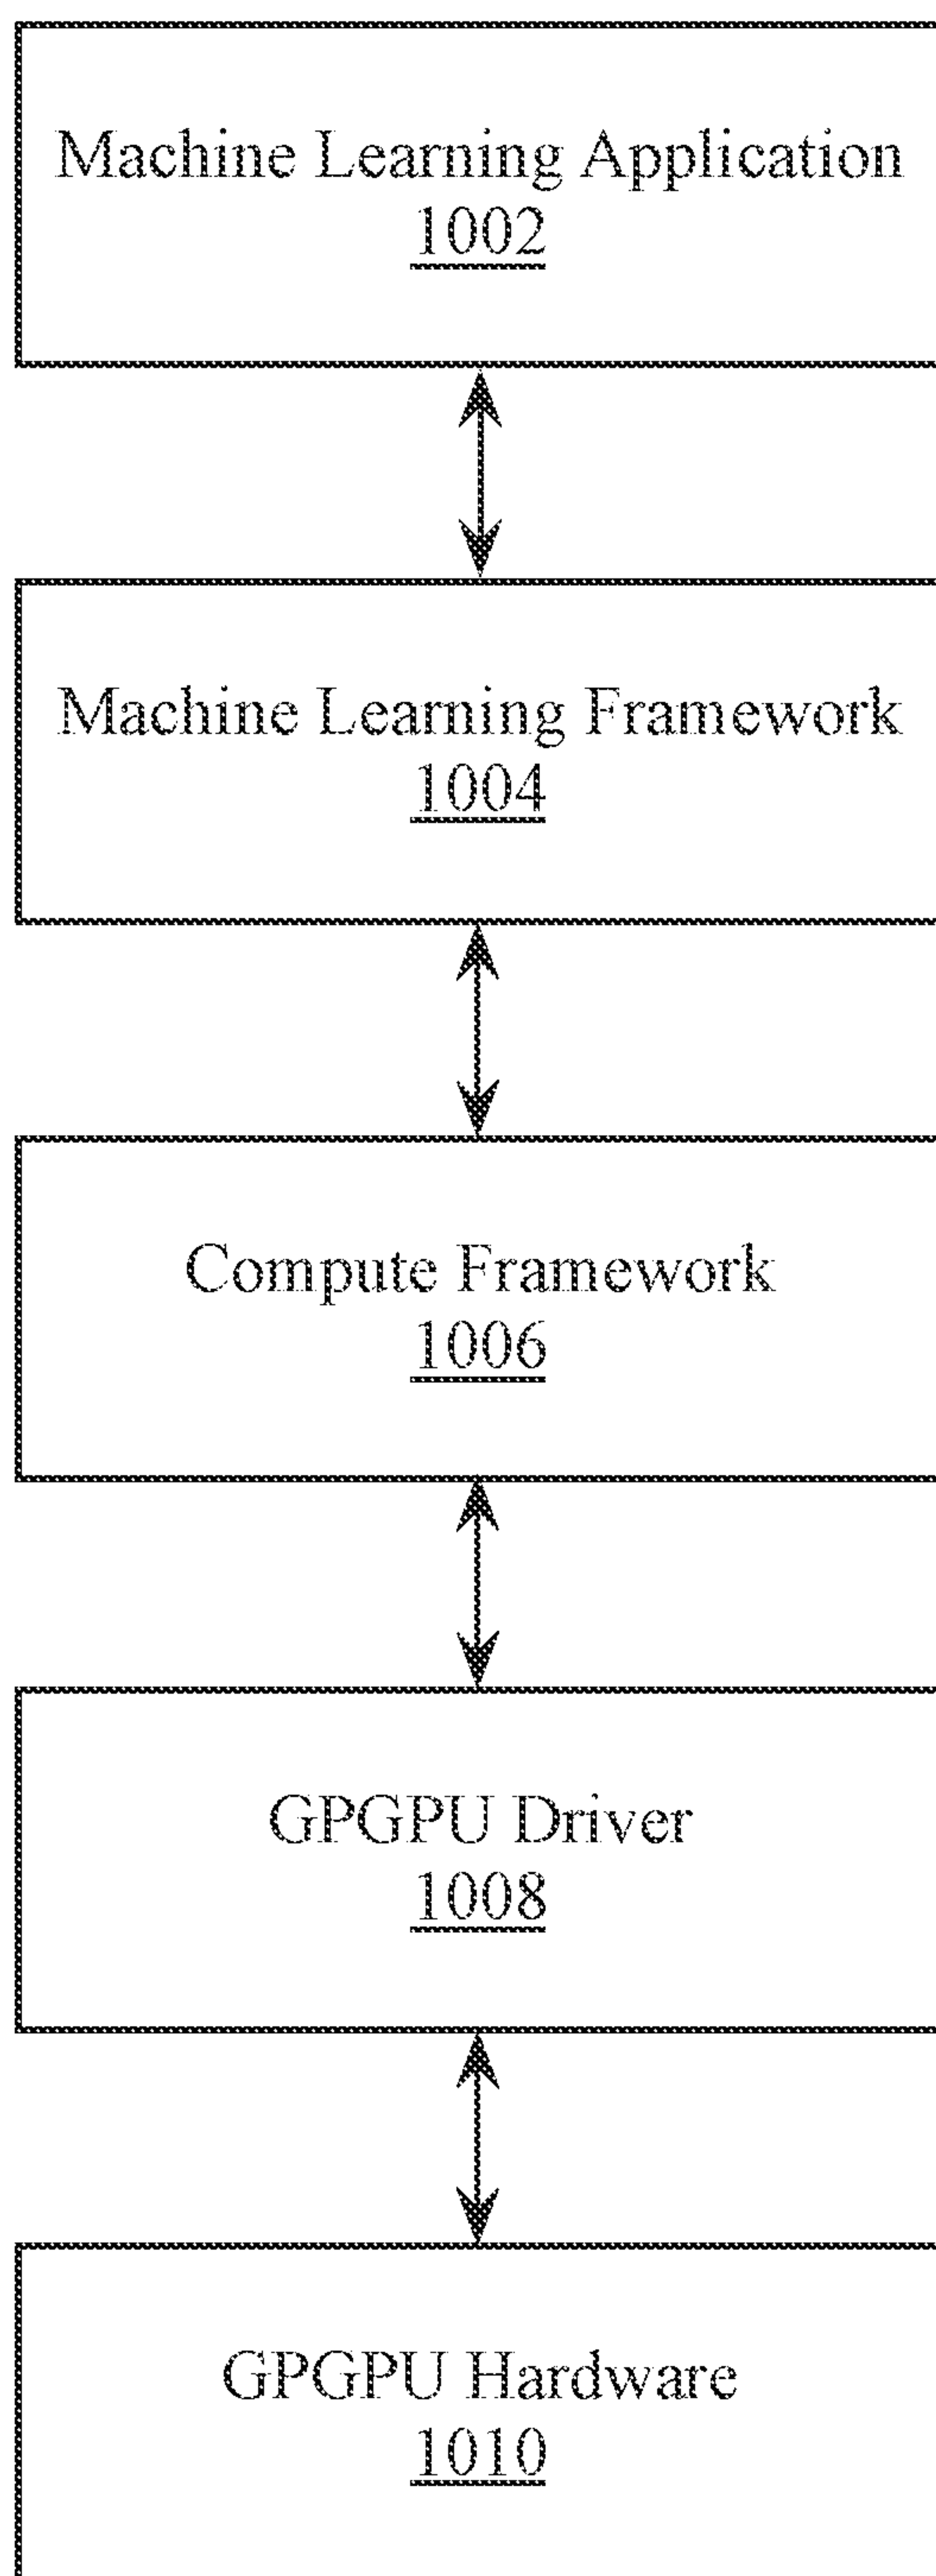 Machine Learning Application
1002
Machine Learning Framework
1004
Compute Framework
1006
GPGPU Driver
1008
GPGPU Hardware
1010